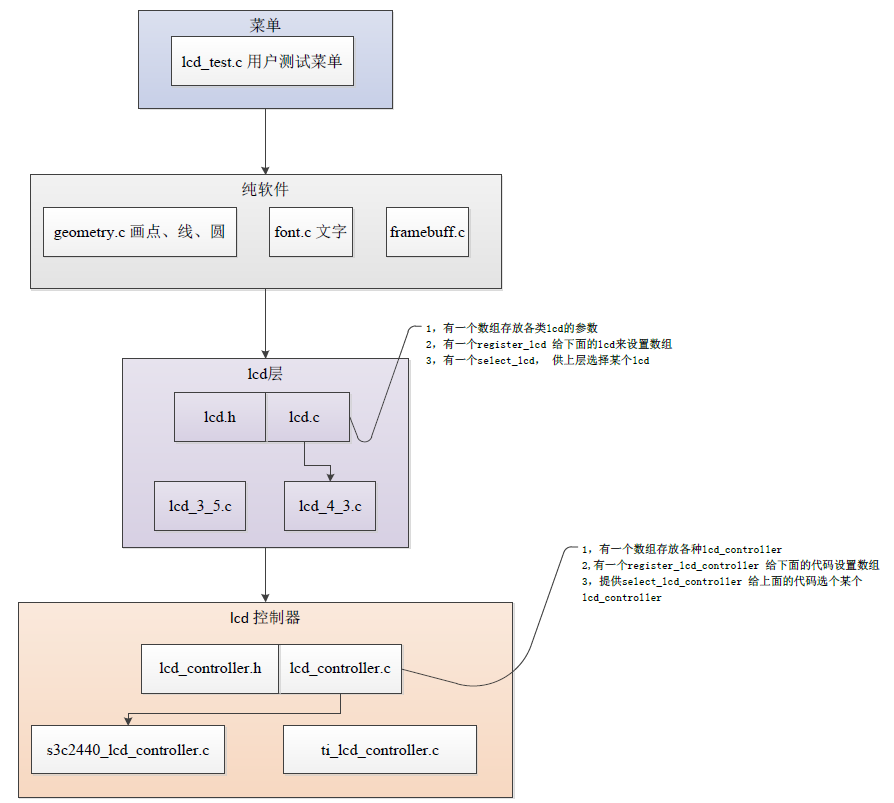 菜单
lcd_test.c 用户测试菜单
纯软件
geometry.c 画点、线、圆
font.c 文字
framebuff.c
1，有一个数组存放各类lcd的参数
2，有一个register_lcd 给下面的lcd来设置数组
3，有一个select_lcd， 供上层选择某个lcd
lcd层
lcd.h
lcd.c
lcd_3_5.c
lcd_4_3.c
1，有一个数组存放各种lcd_controller
2,有一个register_lcd_controller 给下面的代码设置数组
3，提供select_lcd_controller 给上面的代码选个某个
lcd_controller
lcd 控制器
lcd_controller.h
lcd_controller.c
s3c2440_lcd_controller.c
ti_lcd_controller.c